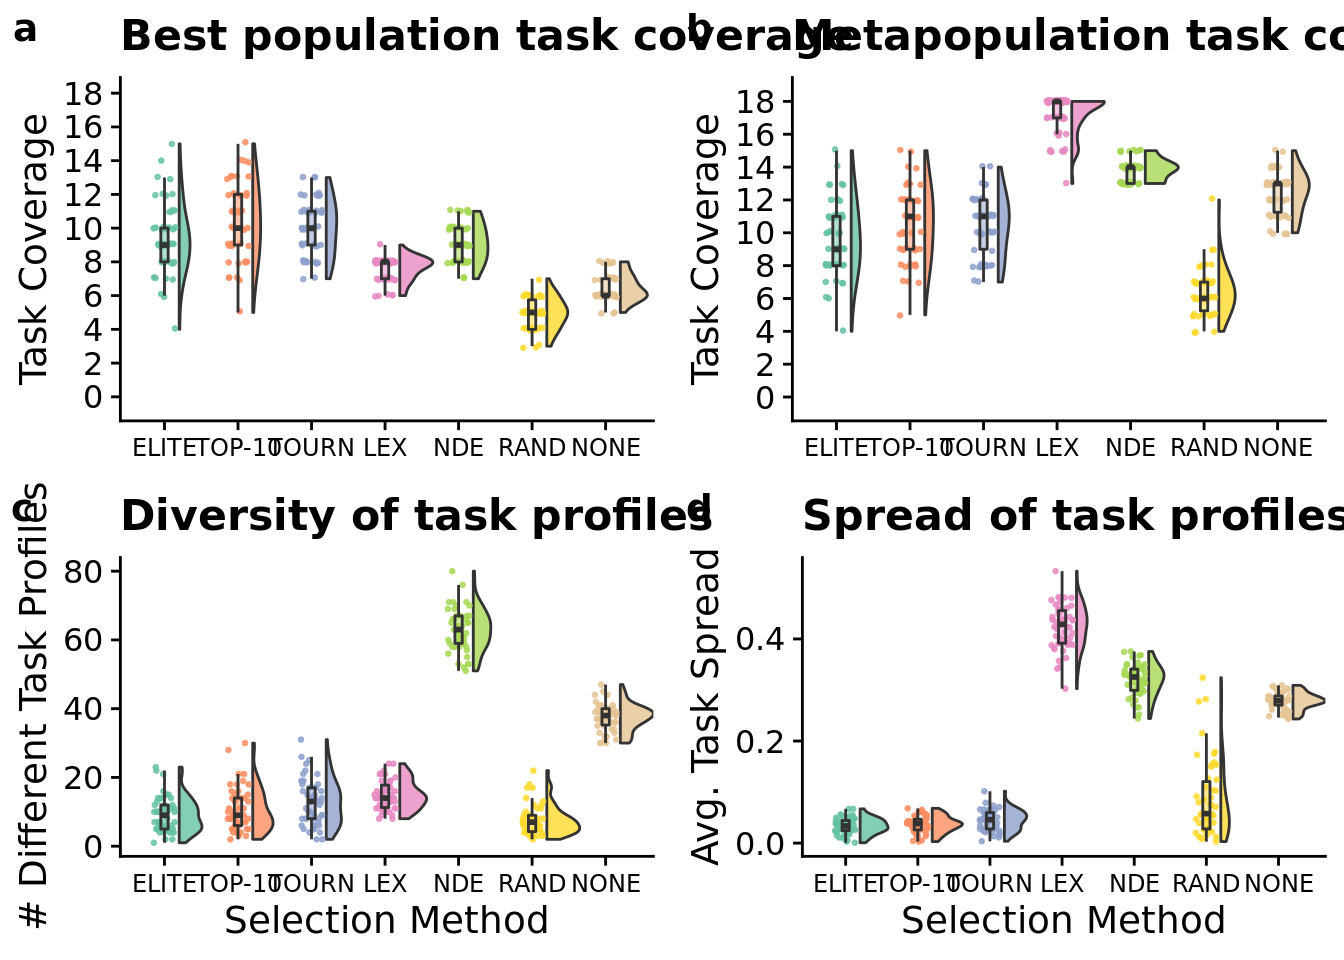 a
Best population task coverage
Task Coverage
18
16
14
12
10
8
6
4
2
0
ELITE TOP-10 TOURN LEX NDE RAND NONE
b
Metapopulation task co
Task Coverage
18
16
14
12
10
8
6
4
2
0
ELITE TOP-10 TOURN LEX NDE RAND NONE
c
Diversity of task profiles
# Different Task Profiles
80
60
40
20
0
ELITE TOP-10 TOURN LEX NDE RAND NONE
Selection Method
d
Spread of task profiles
Avg. Task Spread
0.4
0.2
0.0
ELITE TOP-10 TOURN LEX NDE RAND NONE
Selection Method